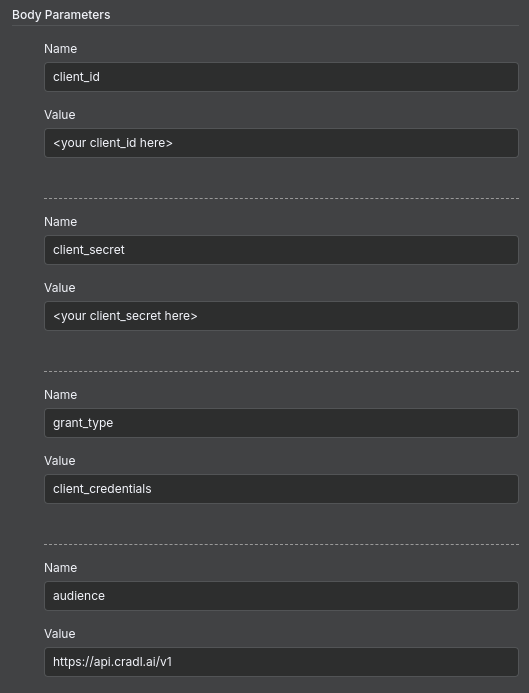 Body Parameters
Name
client_id
Value
<your client_id here>
Name
client_secret
Value
<your client_secret here>
Name
grant_type
Value
client_credentials
Name
audience
Value
https://api.cradl.ai/v1